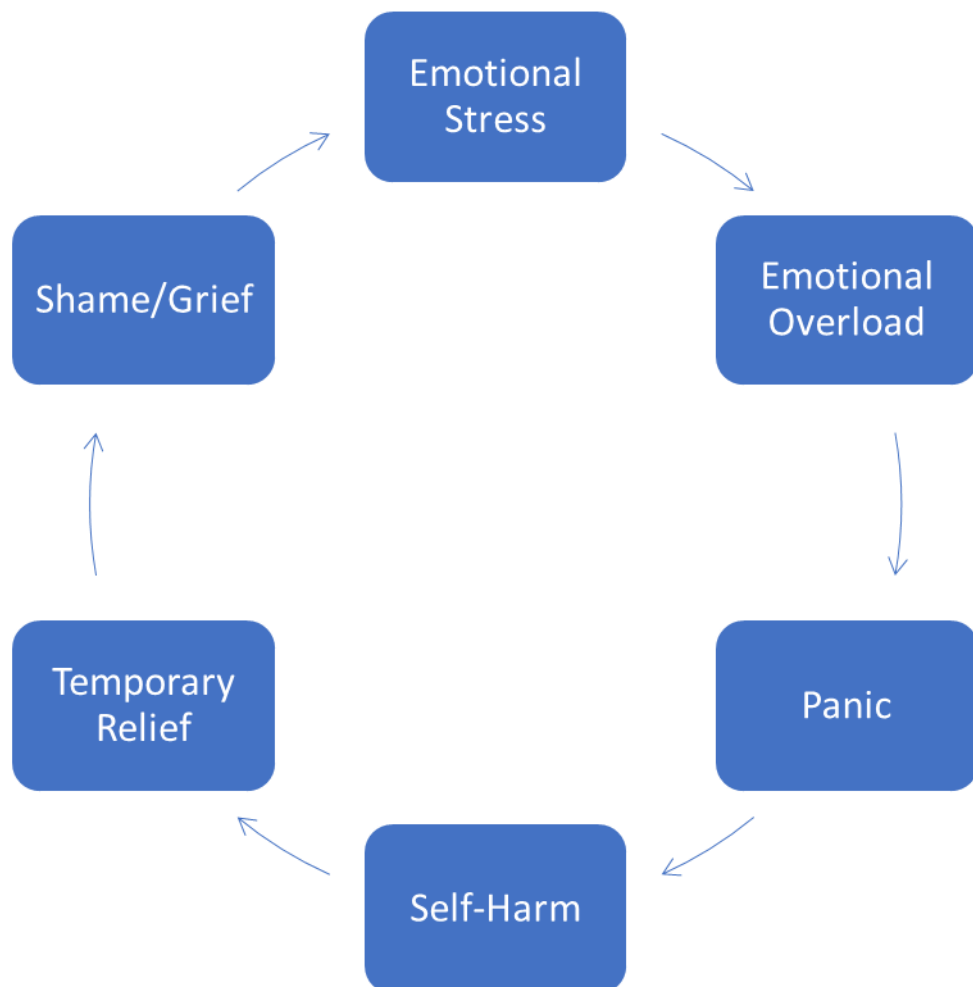 Emotional
Stress
Emotional
Overload
Panic
Self-Harm
Temporary
Relief
Shame/Grief